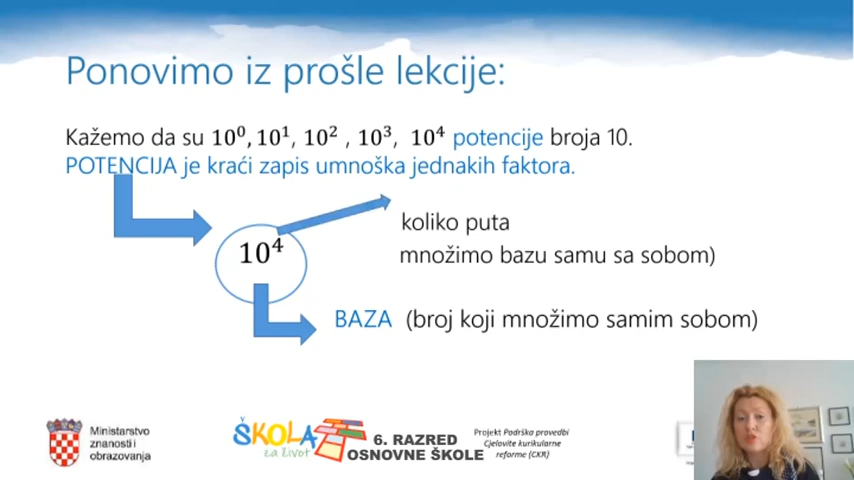 Ponovimo iz prošle lekcije:
Kažemo da su 10⁰, 10¹, 10² , 10³, 10⁴ potencije broja 10.
POTENCIJA je kraći zapis umnoška jednakih faktora.
koliko puta
10⁴
množimo bazu samu sa sobom)
BAZA (broj koji množimo samim sobom)
Ministarstvo
znanosti i
obrazovanja
ŠKOLA
za život
6. RAZRED
OSNOVNE ŠKOLE
Projekt Podrška provedbi
Cjelovite kurikularne
reforme (CKR)